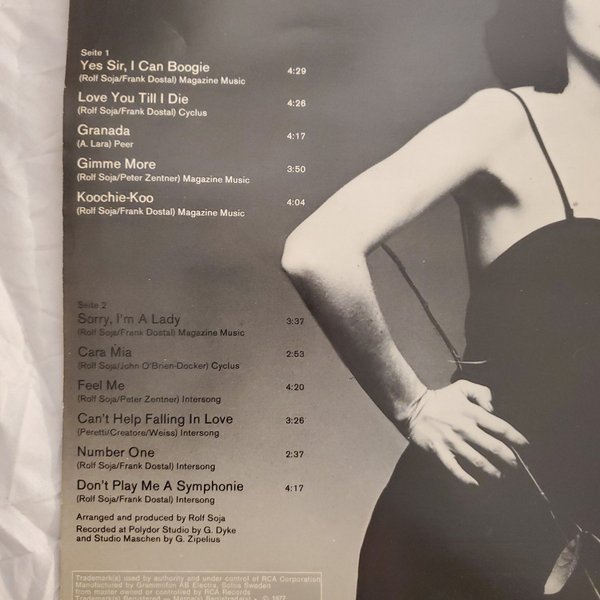 Seite 1
Yes Sir, I Can Boogie 4:29
(Rolf Soja/Frank Dostal) Magazine Music
Love You Till I Die 4:26
(Rolf Soja/Frank Dostal) Cyclus
Granada 4:17
(A. Lara) Peer
Gimme More 3:50
(Rolf Soja/Peter Zentner) Magazine Music
Koochie-Koo 4:04
(Rolf Soja/Frank Dostal) Magazine Music
Seite 2
Sorry, I'm A Lady 3:37
(Rolf Soja/Frank Dostal) Magazine Music
Cara Mia 2:53
(Rolf Soja/John O'Brien-Docker) Cyclus
Feel Me 4:20
(Rolf Soja/Peter Zentner) Intersong
Can't Help Falling In Love 3:26
(Peretti/Creatore/Weiss) Intersong
Number One 2:37
(Rolf Soja/Frank Dostal) Intersong
Don't Play Me A Symphonie 4:17
(Rolf Soja/Frank Dostal) Intersong
Arranged and produced by Rolf Soja
Recorded at Polydor Studio by G. Dyke
and Studio Maschen by G. Zipelius
Trademark(s) used by authority and under control of RCA Corporation
Manufactured by Grammofon AB Electra, Solna Sweden
from master owned or controlled by RCA Records
Trademark(s) Registered — Marca(s) Registrada(s) • © 1977